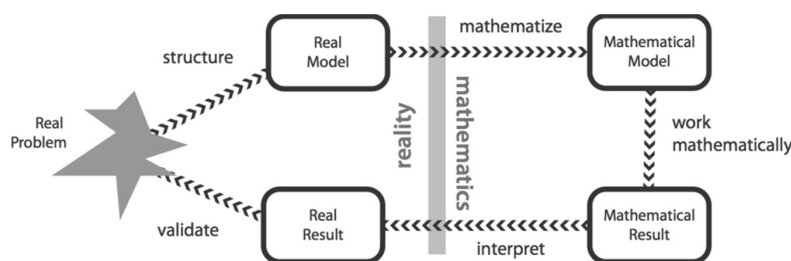 structure
Real
Model
mathematize
Mathematical
Model
Real
Problem
reality
mathematics
work
mathematically
validate
Real
Result
interpret
Mathematical
Result